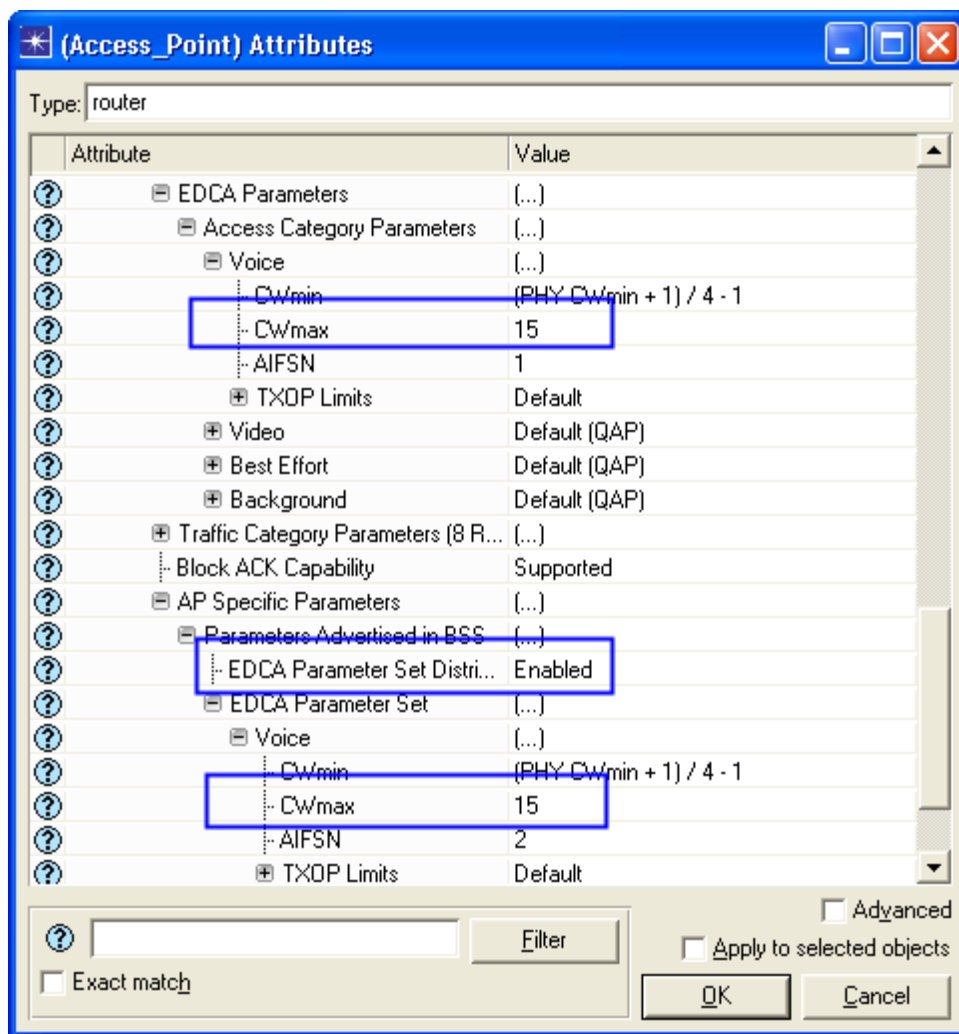 (Access_Point) Attributes
Type: router
Attribute Value
EDCA Parameters (...)
Access Category Parameters (...)
Voice (...)
CWmin (PHY CWmin + 1) / 4 - 1
CWmax 15
AIFSN 1
TXOP Limits Default
Video Default (QAP)
Best Effort Default (QAP)
Background Default (QAP)
Traffic Category Parameters (8 R... (...)
Block ACK Capability Supported
AP Specific Parameters (...)
Parameters Advertised in BSS (...)
EDCA Parameter Set Distri... Enabled
EDCA Parameter Set (...)
Voice (...)
CWmin (PHY CWmin + 1) / 4 - 1
CWmax 15
AIFSN 2
TXOP Limits Default
Advanced
Filter
Apply to selected objects
Exact match
OK Cancel